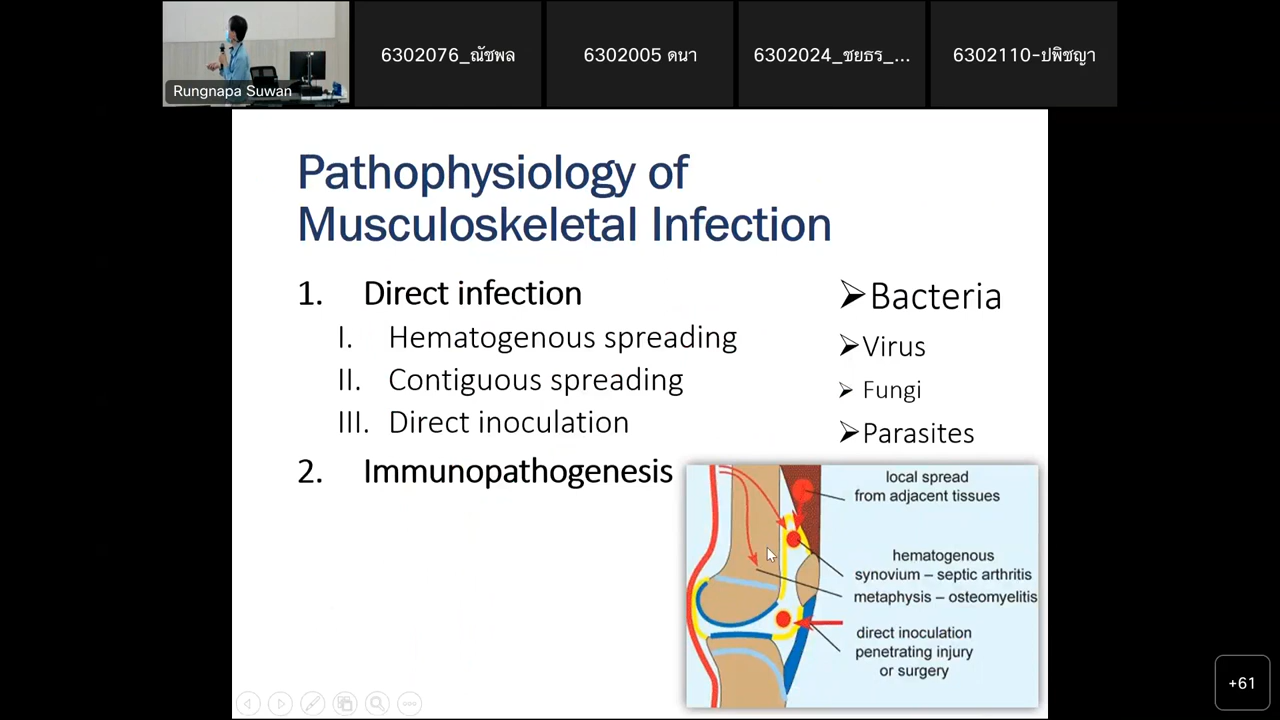 Rungnapa Suwan
6302076_ณัชพล
6302005 ดนา
6302024_ชยธร_...
6302110-ปพิชญา
Pathophysiology of
Musculoskeletal Infection
1. Direct infection
I. Hematogenous spreading
II. Contiguous spreading
III. Direct inoculation
2. Immunopathogenesis
➢Bacteria
➢Virus
➢ Fungi
➢Parasites
local spread
from adjacent tissues
hematogenous
synovium – septic arthritis
metaphysis – osteomyelitis
direct inoculation
penetrating injury
or surgery
+61